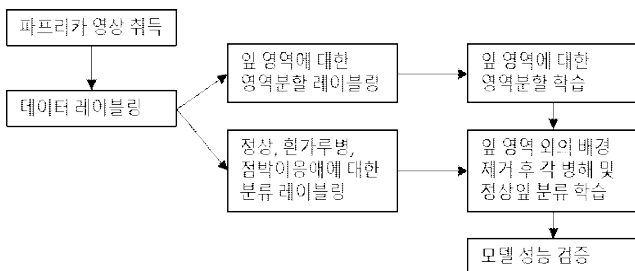 파프리카 영상 취득
데이터 레이블링
잎 영역에 대한
영역분할 레이블링
잎 영역에 대한
영역분할 학습
정상, 흰가루병,
점박이응애에 대한
분류 레이블링
잎 영역 외의 배경
제거 후 각 병해 및
정상잎 분류 학습
모델 성능 검증